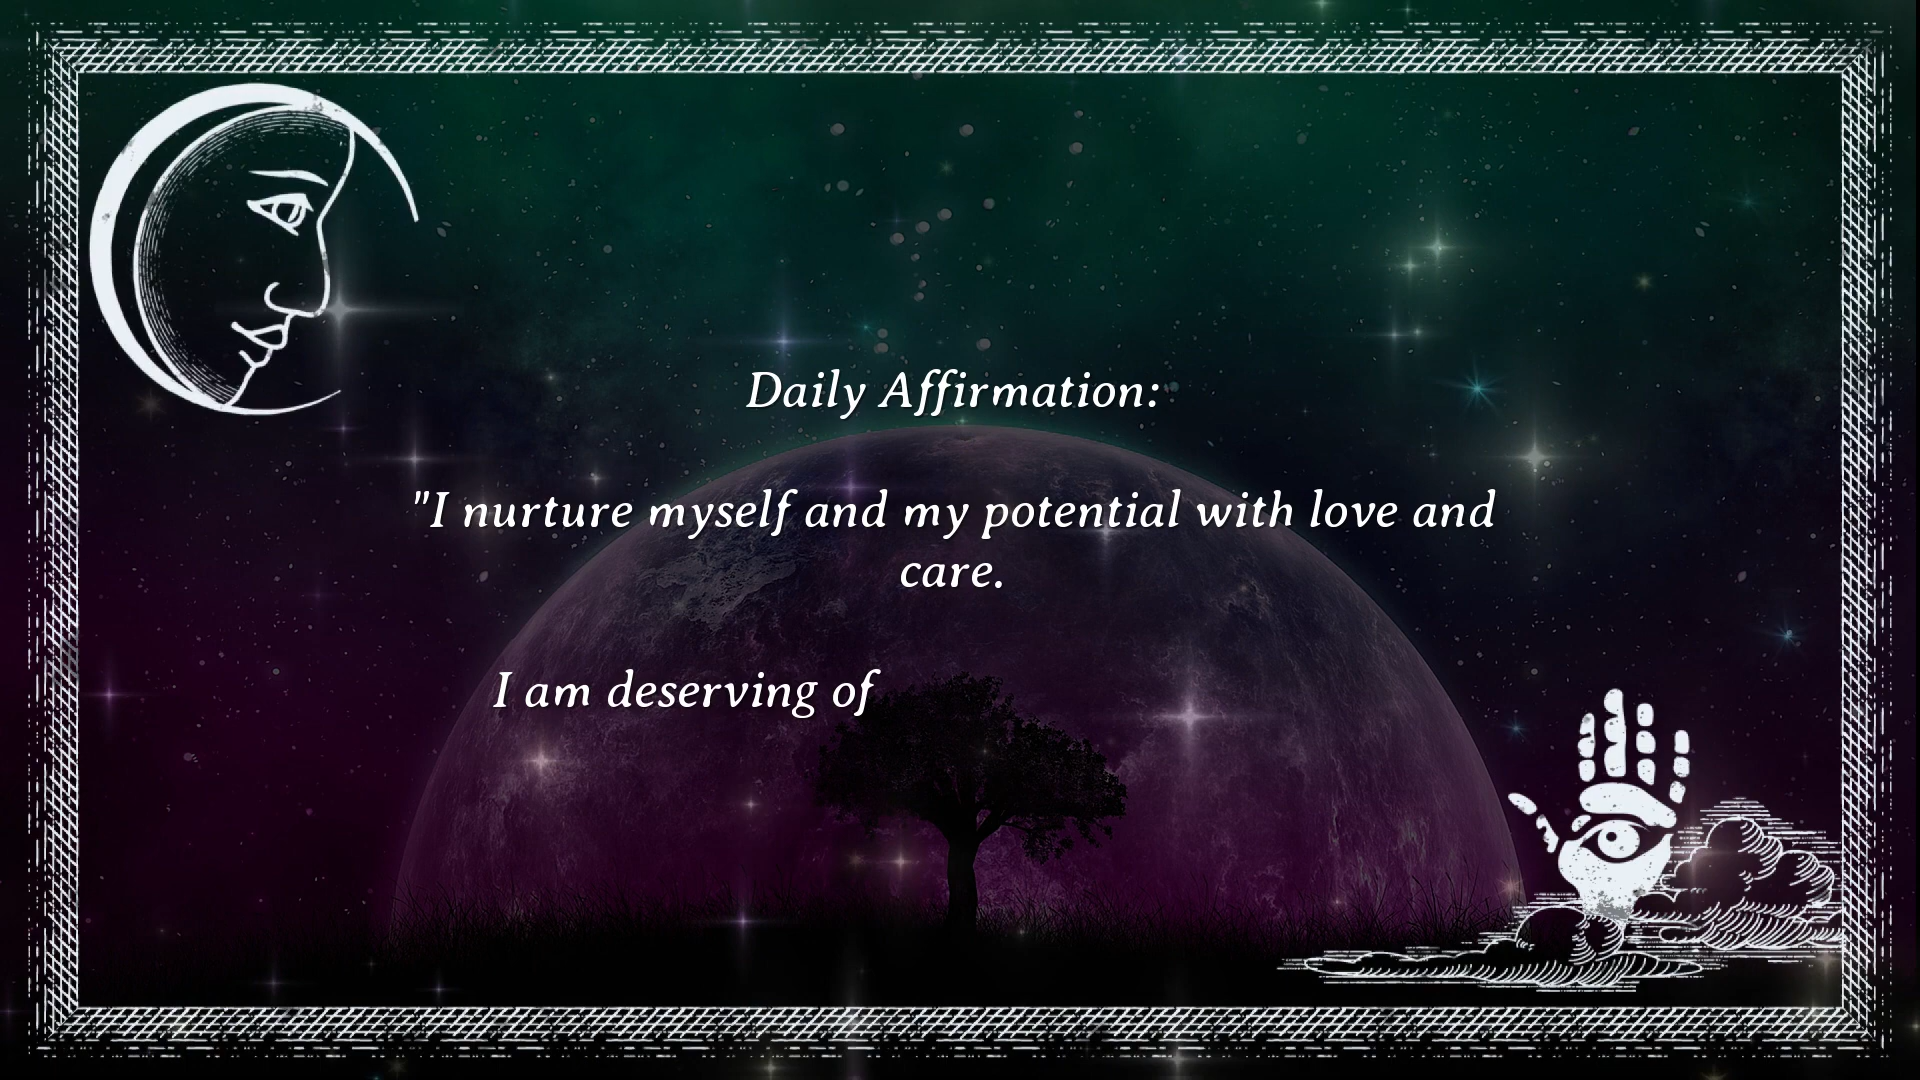 Daily Affirmation:
"I nurture myself and my potential with love and
care.
I am deserving of